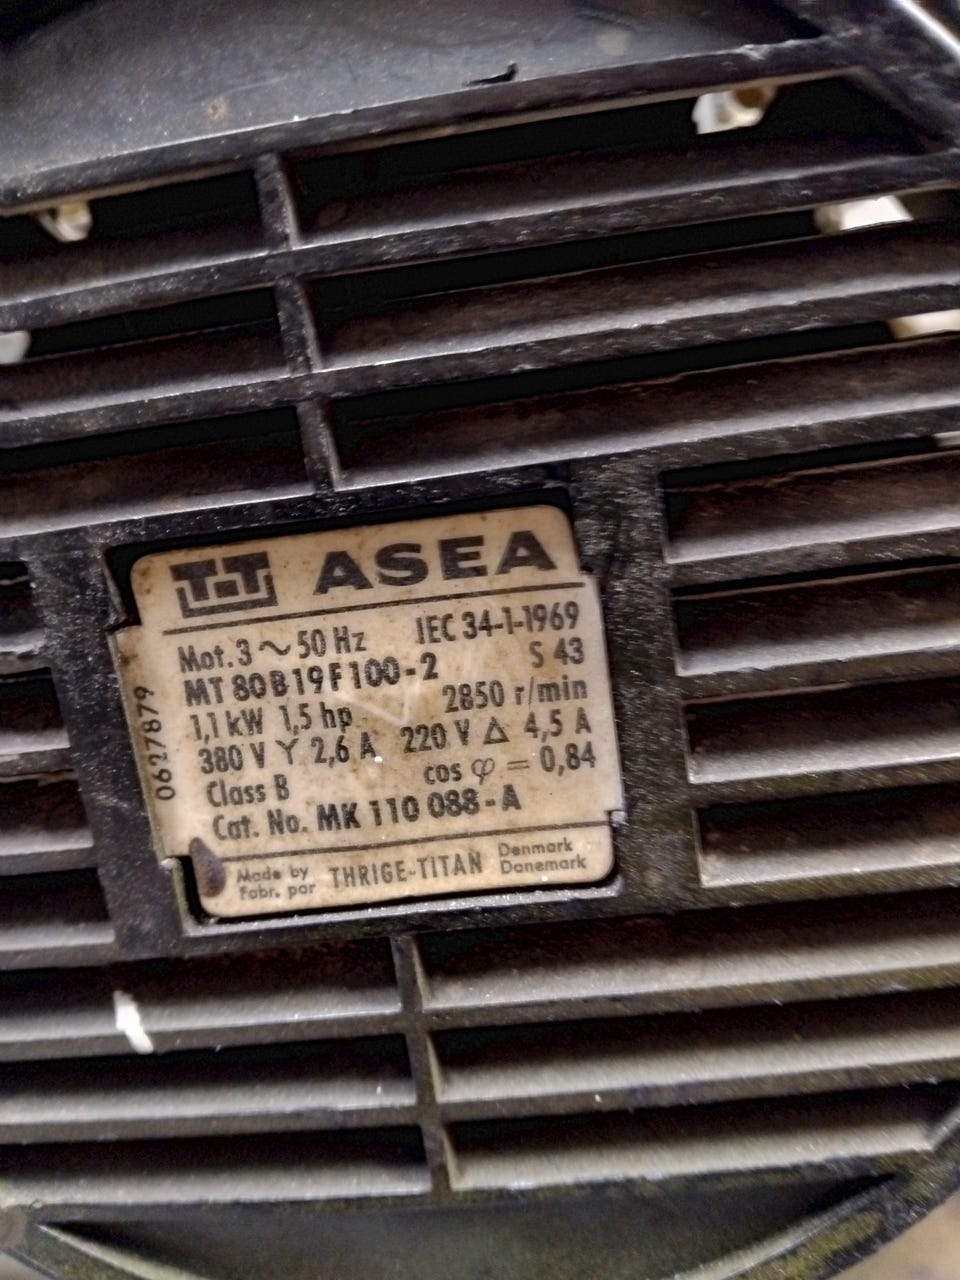 TT ASEA
Mot. 3 ~ 50 Hz IEC 34-1-1969
MT 80 B 19 F 100-2 S 43
1,1 kW 1,5 hp 2850 r/min
380 V Y 2,6 A 220 V Δ 4,5 A
Class B cos φ = 0,84
Cat. No. MK 110 088-A
Made by THRIGE-TITAN Denmark
Fabr. par Danemark
0627879